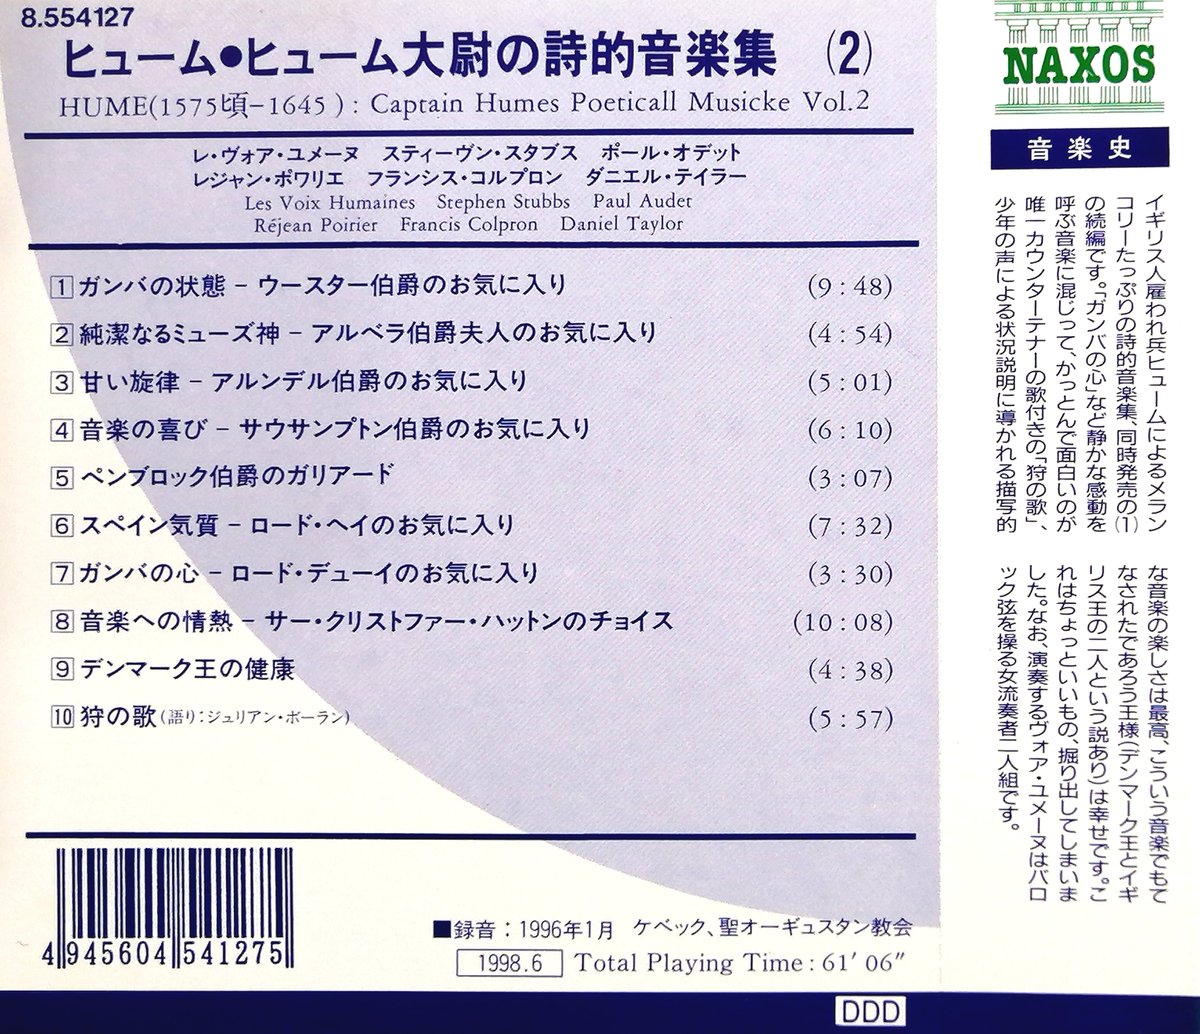 8.554127
ヒューム●ヒューム大尉の詩的音楽集 (2)
HUME(1575頃-1645): Captain Humes Poeticall Musicke Vol.2
レ・ヴォア・ユメーヌ スティーヴン・スタブス ポール・オデット
レジャン・ポワリエ フランシス・コルプロン ダニエル・テイラー
Les Voix Humaines Stephen Stubbs Paul Audet
Réjean Poirier Francis Colpron Daniel Taylor
1 ガンバの状態 − ウースター伯爵のお気に入り (9:48)
2 純潔なるミューズ神 − アルベラ伯爵夫人のお気に入り (4:54)
3 甘い旋律 − アルンデル伯爵のお気に入り (5:01)
4 音楽の喜び − サウサンプトン伯爵のお気に入り (6:10)
5 ペンブロック伯爵のガリアード (3:07)
6 スペイン気質 − ロード・ヘイのお気に入り (7:32)
7 ガンバの心 − ロード・デューイのお気に入り (3:30)
8 音楽への情熱 − サー・クリストファー・ハットンのチョイス (10:08)
9 デンマーク王の健康 (4:38)
10 狩の歌(語り:ジュリアン・ボーラン) (5:57)
4 945604 541275
■録音:1996年1月 ケベック、聖オーギュスタン教会
1998.6 Total Playing Time:61′06″
DDD
NAXOS
音楽史
イギリス人雇われ兵ヒュームによるメラン
コリーたっぷりの詩的音楽集、同時発売の(1)
の続編です。「ガンバの心」など静かな感動を
呼ぶ音楽に混じって、かっとんで面白いのが
唯一カウンターテナーの歌付きの「狩の歌」、
少年の声による状況説明に導かれる描写的
な音楽の楽しさは最高、こういう音楽でもて
なされたであろう王様(デンマーク王とイギ
リス王の二人という説あり)は幸せです。こ
れはちょっといいもの、掘り出してしまいま
した。なお、演奏するヴォア・ユメーヌはバロ
ック弦を操る女流奏者二人組です。